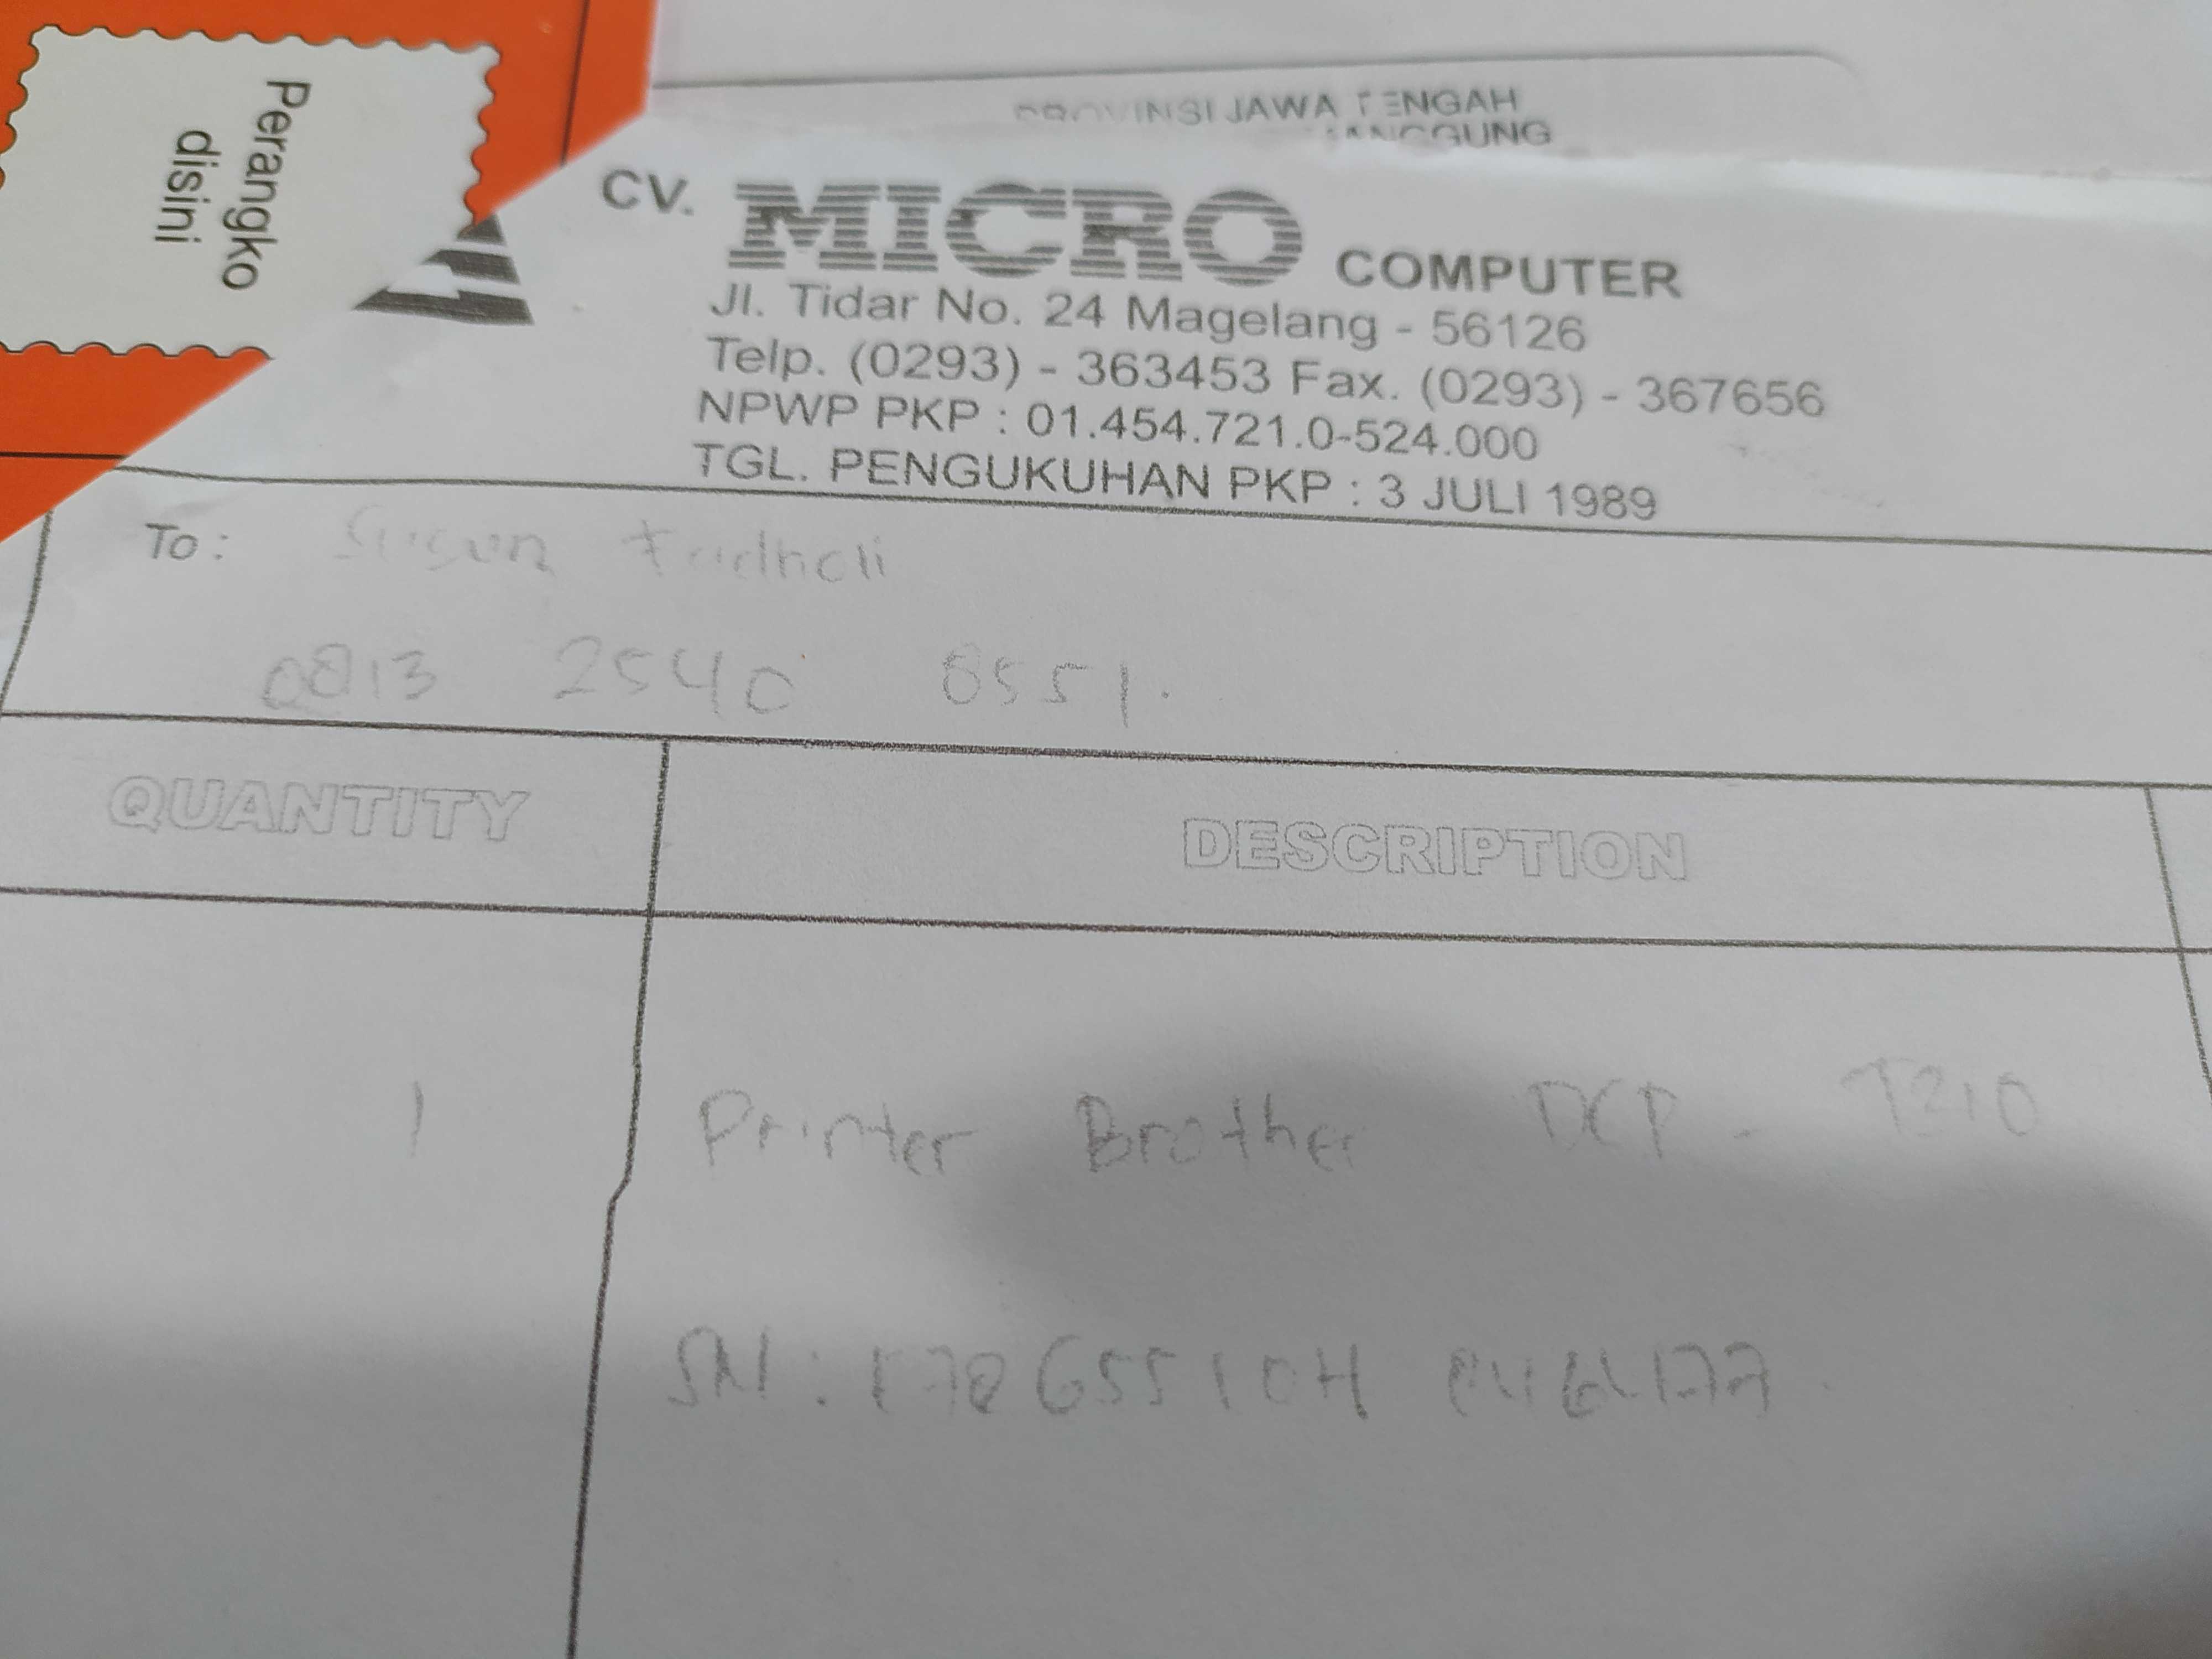 Perangko
disini
PROVINSI JAWA TENGAH
CV. MICRO COMPUTER
Jl. Tidar No. 24 Magelang - 56126
Telp. (0293) - 363453 Fax. (0293) - 367656
NPWP PKP : 01.454.721.0-524.000
TGL. PENGUKUHAN PKP : 3 JULI 1989
To : Fadholi
0813 2540 8551.
QUANTITY DESCRIPTION
1 Printer Brother DCP - T210
SN :